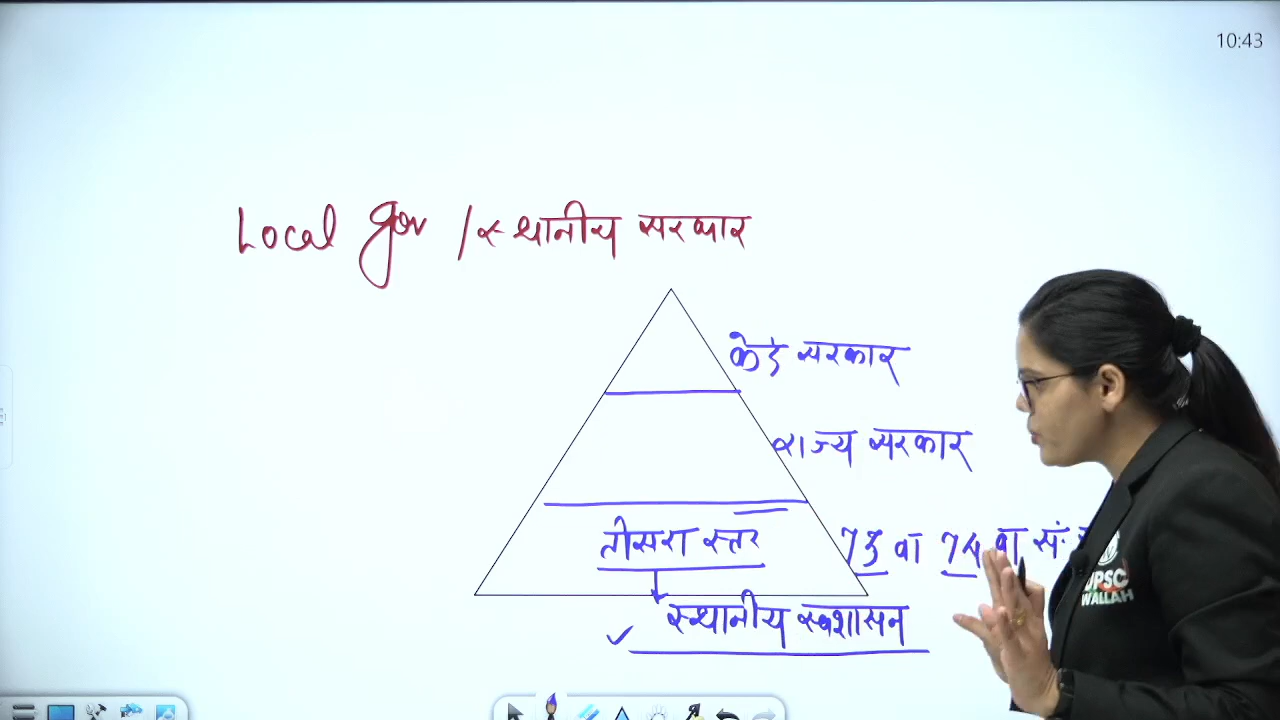 10:43
Local gov / स्थानीय सरकार
केंद्र सरकार
राज्य सरकार
तीसरा स्तर
73 वां 74 वां सं.
स्थानीय स्वशासन
UPSC
WALLAH